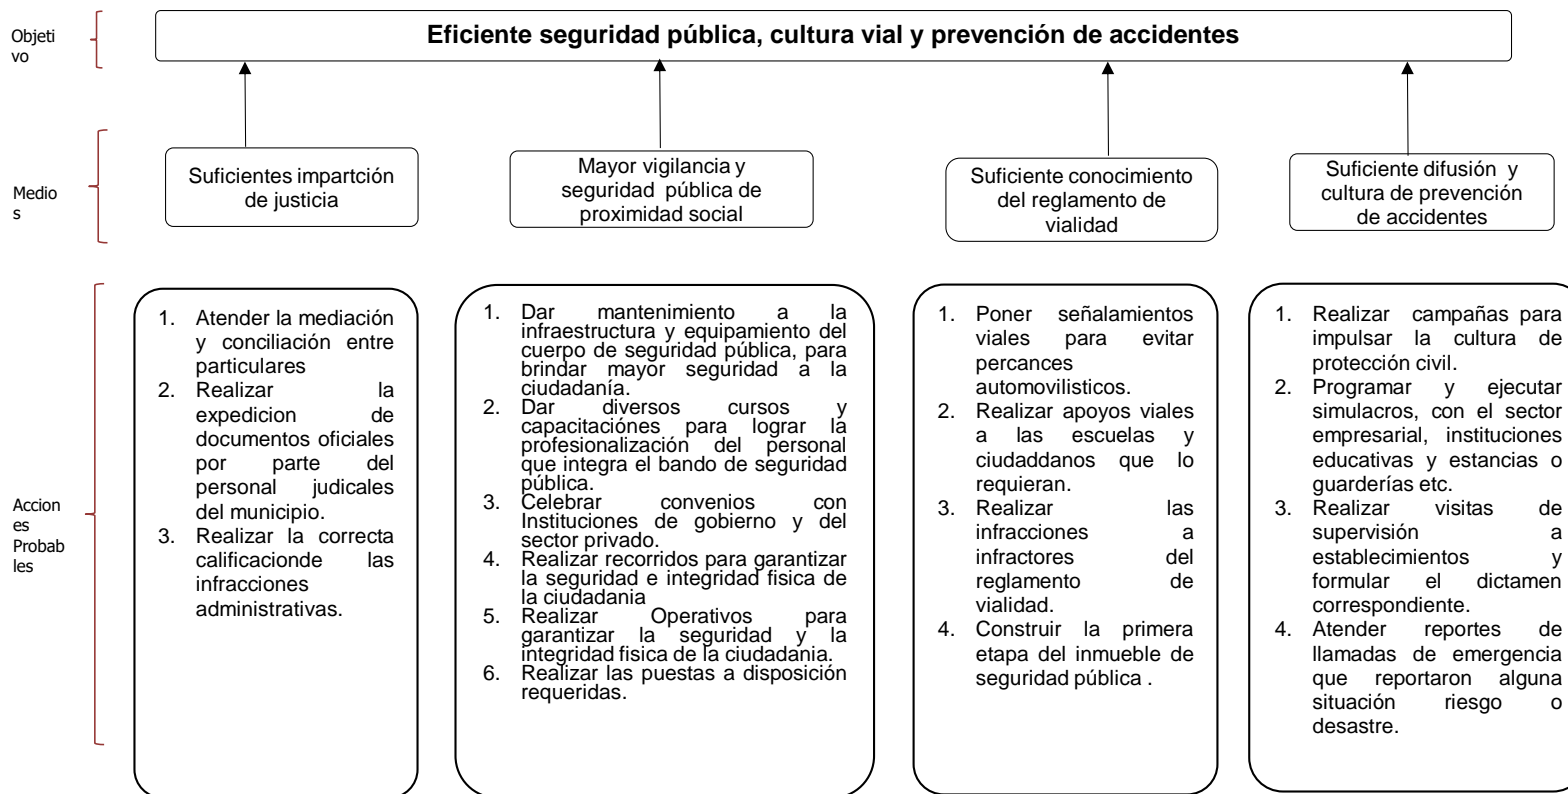 Objeti
vo
Eficiente seguridad pública, cultura vial y prevención de accidentes
Medio
s
Suficientes impartción
de justicia
Mayor vigilancia y
seguridad pública de
proximidad social
Suficiente conocimiento
del reglamento de
vialidad
Suficiente difusión y
cultura de prevención
de accidentes
Accion
es
Probab
les
1. Atender la mediación
y conciliación entre
particulares
2. Realizar la
expedicion de
documentos oficiales
por parte del
personal judicales
del municipio.
3. Realizar la correcta
calificacionde las
infracciones
administrativas.
1. Dar mantenimiento a la
infraestructura y equipamiento del
cuerpo de seguridad pública, para
brindar mayor seguridad a la
ciudadanía.
2. Dar diversos cursos y
capacitaciónes para lograr la
profesionalización del personal
que integra el bando de seguridad
pública.
3. Celebrar convenios con
Instituciones de gobierno y del
sector privado.
4. Realizar recorridos para garantizar
la seguridad e integridad fisica de
la ciudadania
5. Realizar Operativos para
garantizar la seguridad y la
integridad fisica de la ciudadania.
6. Realizar las puestas a disposición
requeridas.
1. Poner señalamientos
viales para evitar
percances
automovilisticos.
2. Realizar apoyos viales
a las escuelas y
ciudaddanos que lo
requieran.
3. Realizar las
infracciones a
infractores del
reglamento de
vialidad.
4. Construir la primera
etapa del inmueble de
seguridad pública .
1. Realizar campañas para
impulsar la cultura de
protección civil.
2. Programar y ejecutar
simulacros, con el sector
empresarial, instituciones
educativas y estancias o
guarderías etc.
3. Realizar visitas de
supervisión a
establecimientos y
formular el dictamen
correspondiente.
4. Atender reportes de
llamadas de emergencia
que reportaron alguna
situación riesgo o
desastre.